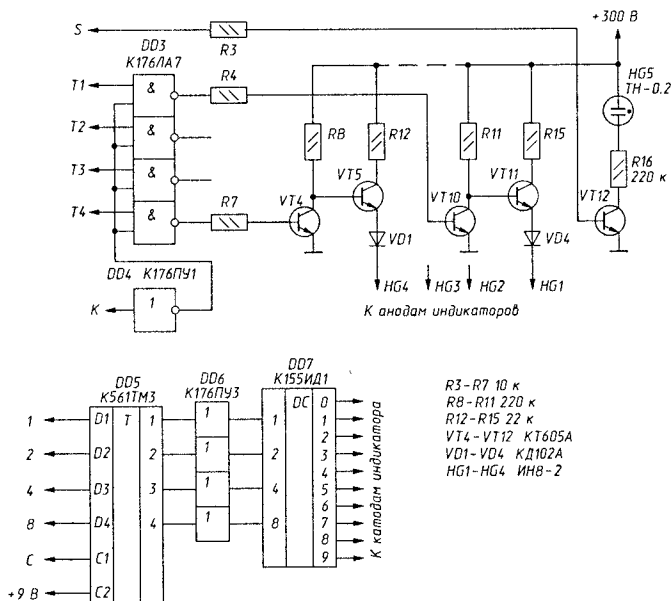 +300 В
S
R3
DD3
К176ЛА7
R4
HG5
ТН-0.2
T1
&
T2
&
T3
&
T4
&
R8
R12
R11
R15
R16
220 к
VT5
VT11
VT12
R7
VT4
VT10
VD1
VD4
DD4 К176ПУ1
K
1
HG4
HG3
HG2
HG1
К анодам индикаторов
DD5
К561ТМ3
DD6
К176ПУ3
DD7
К155ИД1
1
D1
T
1
1
1
DC
0
1
2
D2
2
1
2
2
3
4
D3
3
1
4
4
5
8
D4
4
1
8
6
7
C
C1
8
9
+9 В
C2
К катодам индикатора
R3-R7 10 к
R8-R11 220 к
R12-R15 22 к
VT4-VT12 КТ605А
VD1-VD4 КД102А
HG1-HG4 ИН8-2